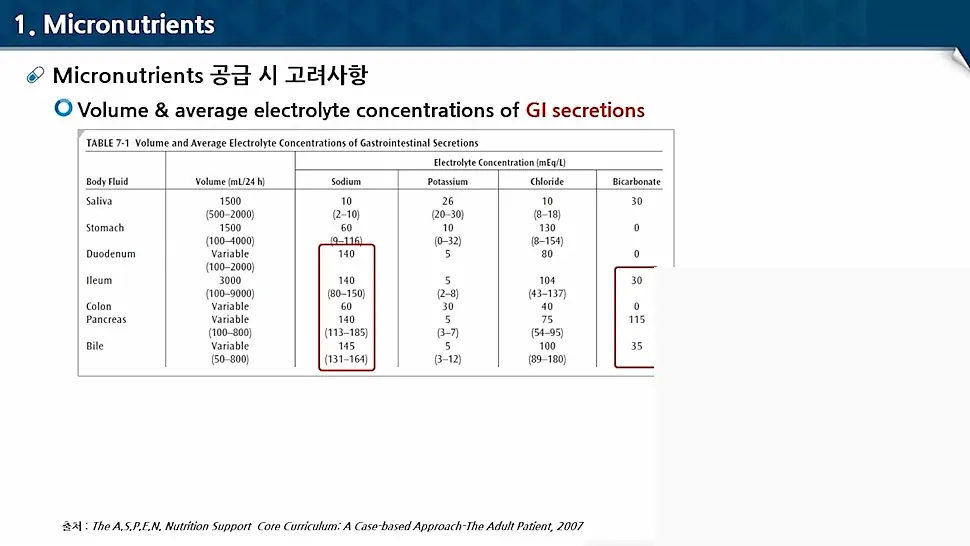 1. Micronutrients
Micronutrients 공급 시 고려사항
Volume & average electrolyte concentrations of GI secretions
TABLE 7-1 Volume and Average Electrolyte Concentrations of Gastrointestinal Secretions
Electrolyte Concentration (mEq/L)
Body Fluid Volume (mL/24 h) Sodium Potassium Chloride Bicarbonate
Saliva 1500 10 26 10 30
(500–2000) (2–10) (20–30) (8–18)
Stomach 1500 60 10 130 0
(100–4000) (9–116) (0–32) (8–154)
Duodenum Variable 140 5 80 0
(100–2000)
Ileum 3000 140 5 104 30
(100–9000) (80–150) (2–8) (43–137)
Colon Variable 60 30 40 0
Pancreas Variable 140 5 75 115
(100–800) (113–185) (3–7) (54–95)
Bile Variable 145 5 100 35
(50–800) (131–164) (3–12) (89–180)
출처 : The A.S.P.E.N. Nutrition Support Core Curriculum: A Case-based Approach-The Adult Patient, 2007